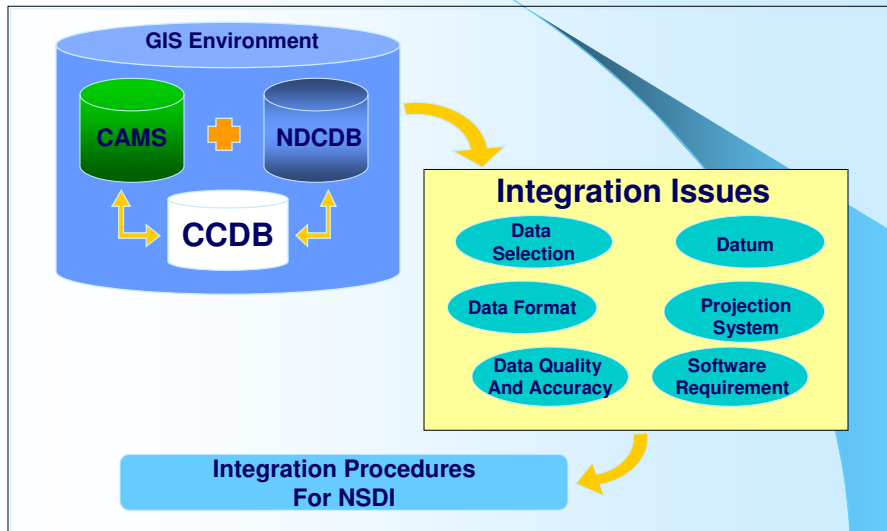 GIS Environment
CAMS
NDCDB
CCDB
Integration Issues
Data
Selection
Datum
Data Format
Projection
System
Data Quality
And Accuracy
Software
Requirement
Integration Procedures
For NSDI